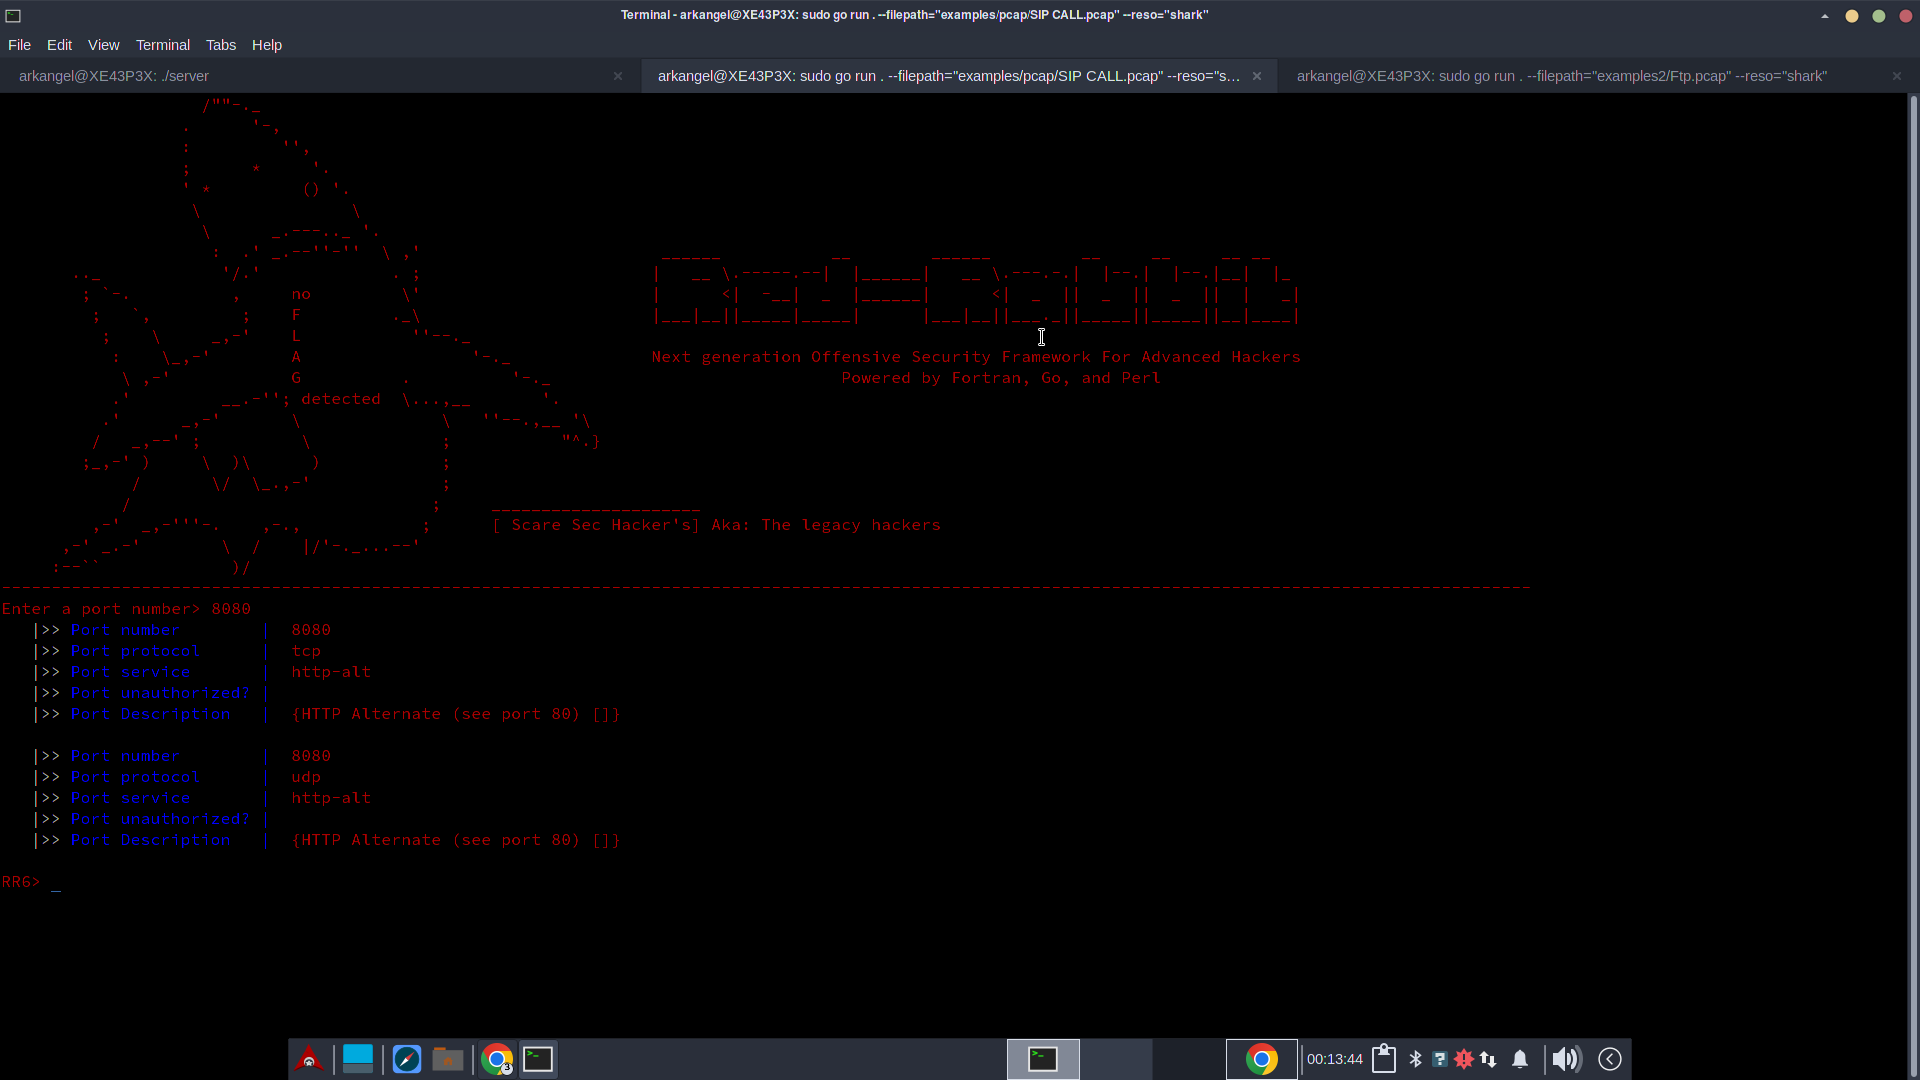 Terminal - arkangel@XE43P3X: sudo go run . --filepath="examples/pcap/SIP CALL.pcap" --reso="shark"
File Edit View Terminal Tabs Help
arkangel@XE43P3X: ./server
arkangel@XE43P3X: sudo go run . --filepath="examples/pcap/SIP CALL.pcap" --reso="s...
arkangel@XE43P3X: sudo go run . --filepath="examples2/Ftp.pcap" --reso="shark"
Red-Rabbit
no
F
L
A
G
detected
Next generation Offensive Security Framework For Advanced Hackers
Powered by Fortran, Go, and Perl
[ Scare Sec Hacker's] Aka: The legacy hackers
Enter a port number> 8080
|>> Port number | 8080
|>> Port protocol | tcp
|>> Port service | http-alt
|>> Port unauthorized? |
|>> Port Description | {HTTP Alternate (see port 80) []}
|>> Port number | 8080
|>> Port protocol | udp
|>> Port service | http-alt
|>> Port unauthorized? |
|>> Port Description | {HTTP Alternate (see port 80) []}
RR6> _
3
00:13:44